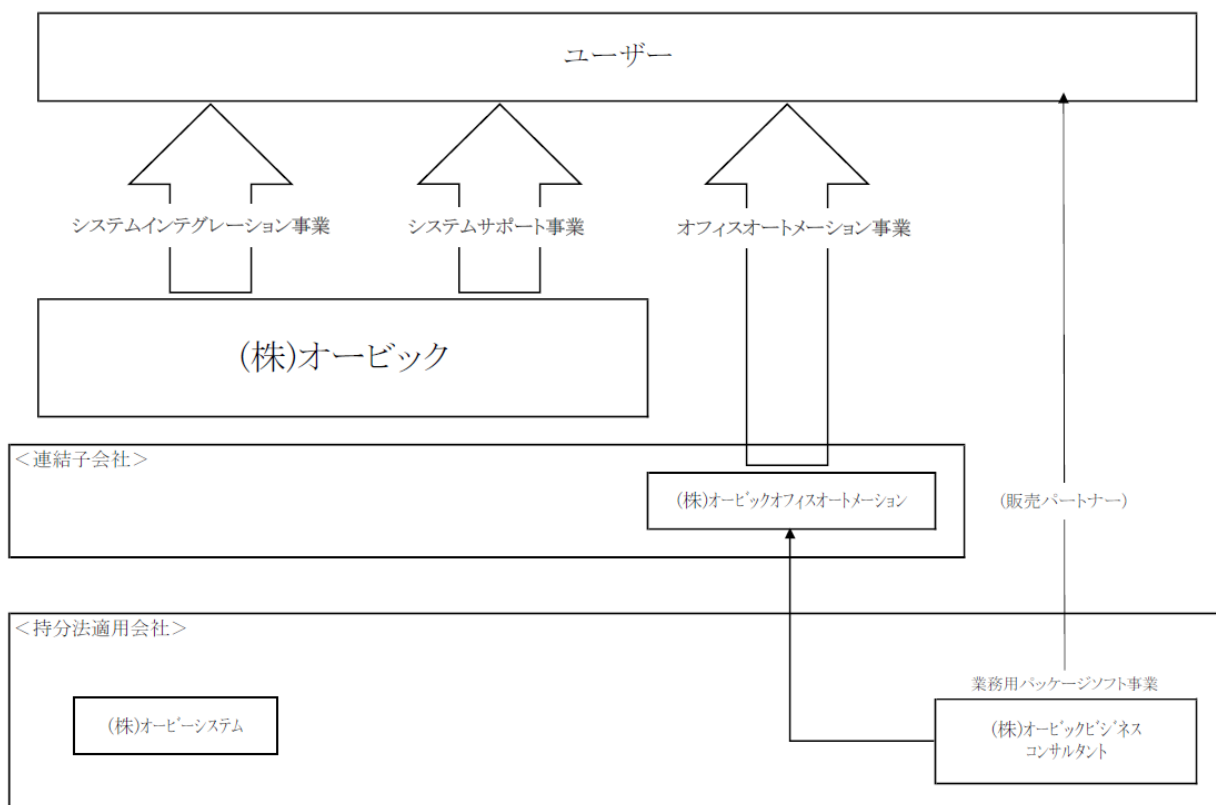 ユーザー
システムインテグレーション事業
システムサポート事業
オフィスオートメーション事業
(株)オービック
＜連結子会社＞
(株)オービックオフィスオートメーション
(販売パートナー)
＜持分法適用会社＞
業務用パッケージソフト事業
(株)オービーシステム
(株)オービックビジネス
コンサルタント